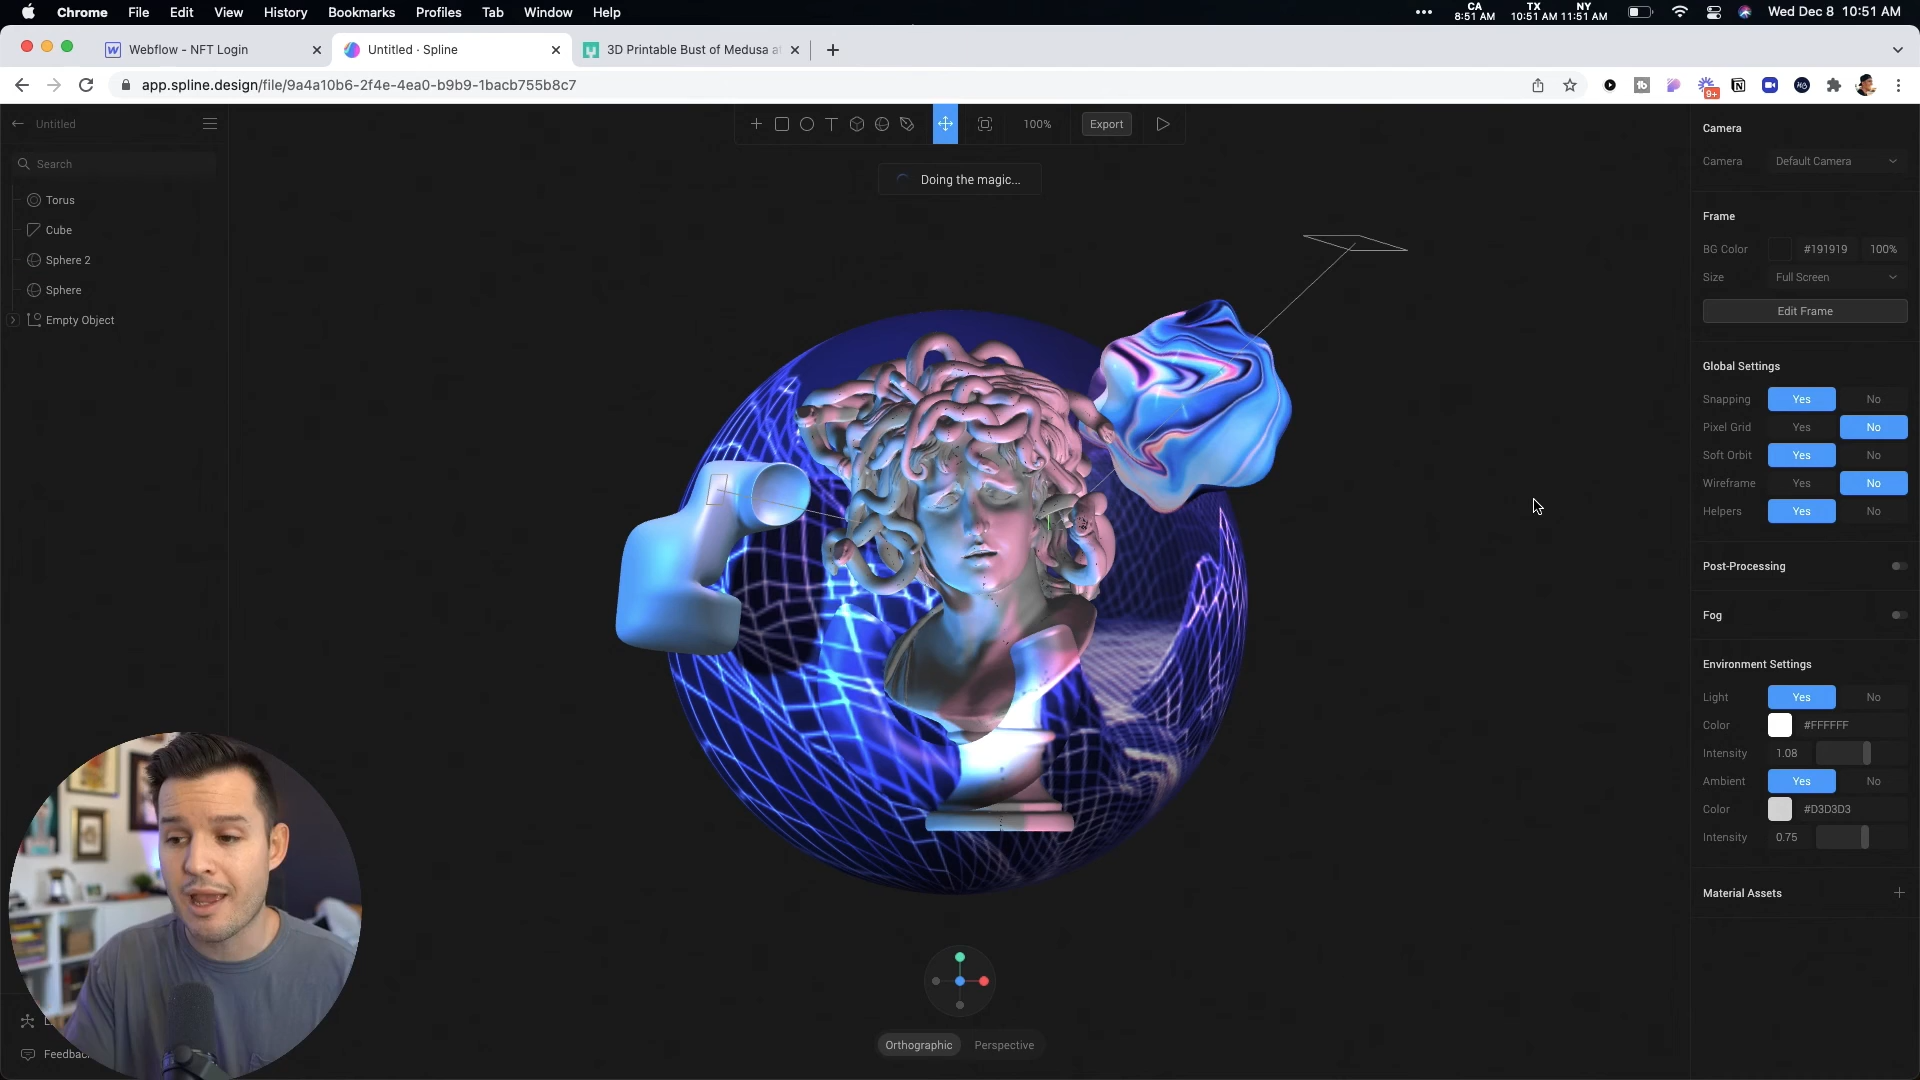 Chrome File Edit View History Bookmarks Profiles Tab Window Help
CA TX NY
8:51 AM 10:51 AM 11:51 AM
Wed Dec 8 10:51 AM
Webflow - NFT Login
Untitled · Spline
3D Printable Bust of Medusa at
app.spline.design/file/9a4a10b6-2f4e-4ea0-b9b9-1bacb755b8c7
9+
Untitled
100%
Export
Search
Doing the magic...
Torus
Cube
Sphere 2
Sphere
Empty Object
Camera
Camera Default Camera
Frame
BG Color #191919 100%
Size Full Screen
Edit Frame
Global Settings
Snapping Yes No
Pixel Grid Yes No
Soft Orbit Yes No
Wireframe Yes No
Helpers Yes No
Post-Processing
Fog
Environment Settings
Light Yes No
Color #FFFFFF
Intensity 1.08
Ambient Yes No
Color #D3D3D3
Intensity 0.75
Material Assets
Orthographic Perspective